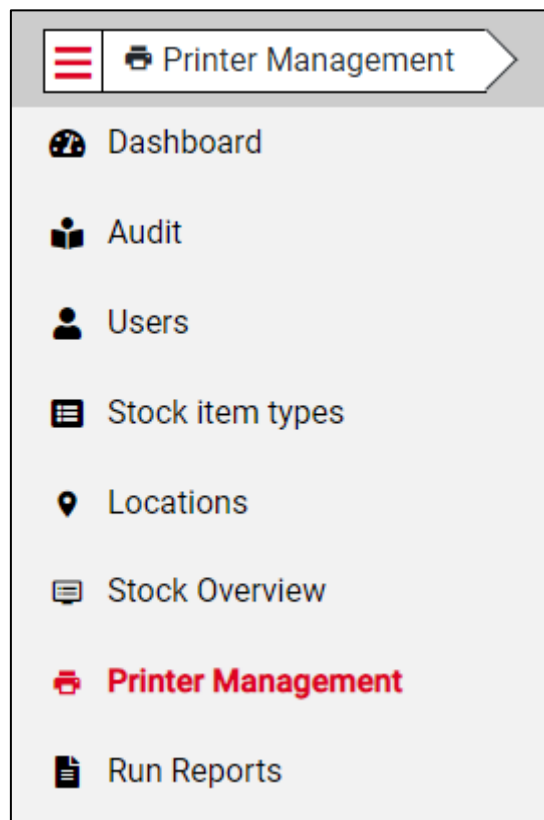 Printer Management
Dashboard
Audit
Users
Stock item types
Locations
Stock Overview
Printer Management
Run Reports